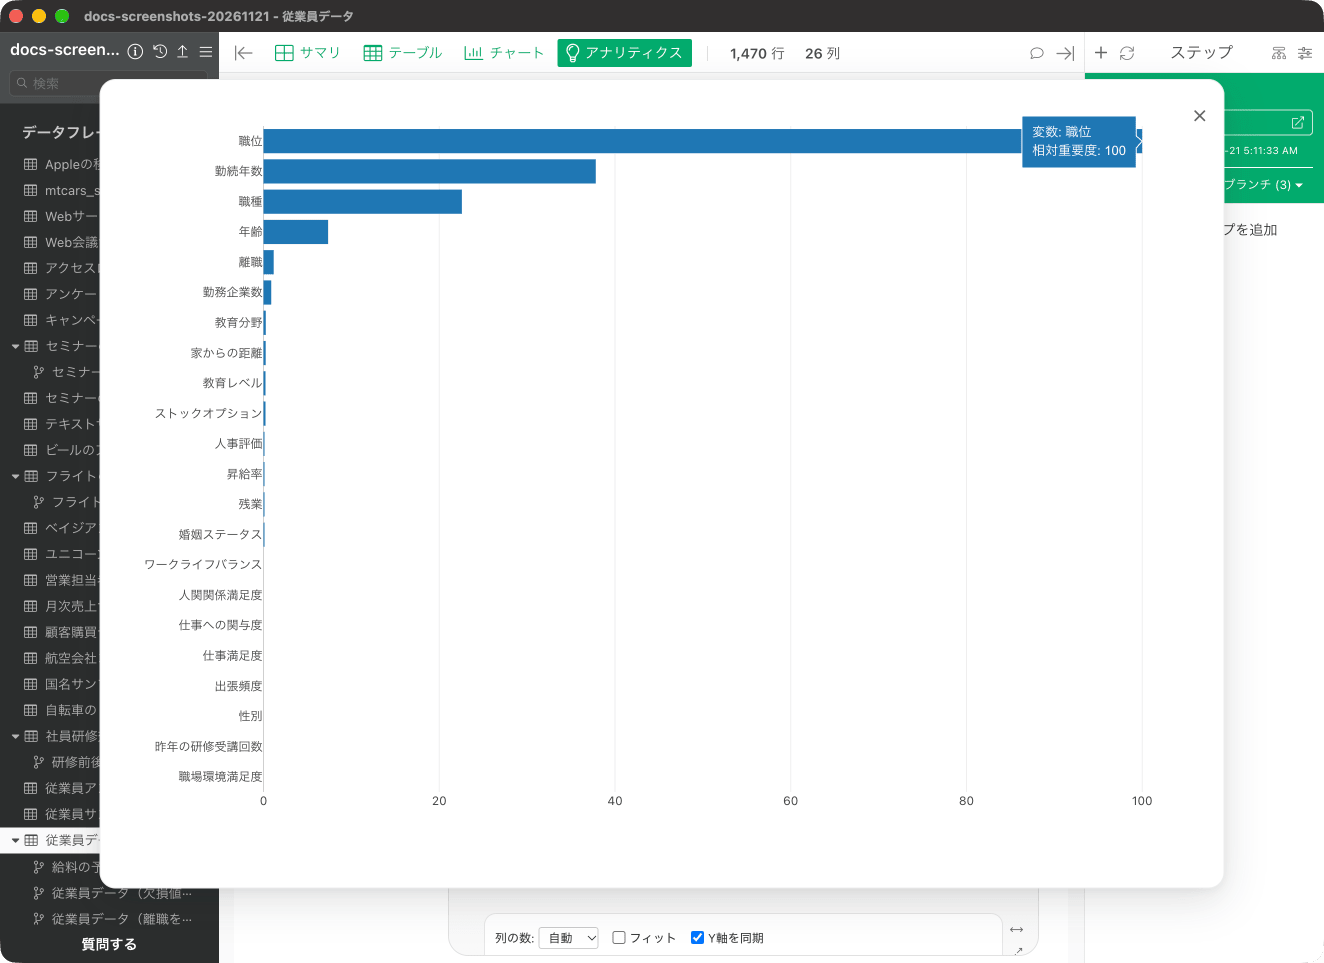 docs-screenshots-20261121 - 従業員データ
docs-screen...
サマリ
テーブル
チャート
アナリティクス
1,470 行
26 列
ステップ
検索
データフレー
Appleの
mtcars_s
Webサー
Web会議
アクセス
アンケー
キャンペ
セミナー
セミナー
セミナー
テキスト
ビールの
フライト
フライト
ベイジア
ユニコー
営業担当
月次売上
顧客購買
航空会社
国名サン
自転車の
社員研修
研修前後
従業員ア
従業員サ
従業員デ
給料の予
従業員データ（欠損値…
従業員データ（離職を…
質問する
変数: 職位
相対重要度: 100
職位
勤続年数
職種
年齢
離職
勤務企業数
教育分野
家からの距離
教育レベル
ストックオプション
人事評価
昇給率
残業
婚姻ステータス
ワークライフバランス
人間関係満足度
仕事への関与度
仕事満足度
出張頻度
性別
昨年の研修受講回数
職場環境満足度
0
20
40
60
80
100
-21 5:11:33 AM
ブランチ (3)
プを追加
列の数:
自動
フィット
Y軸を同期